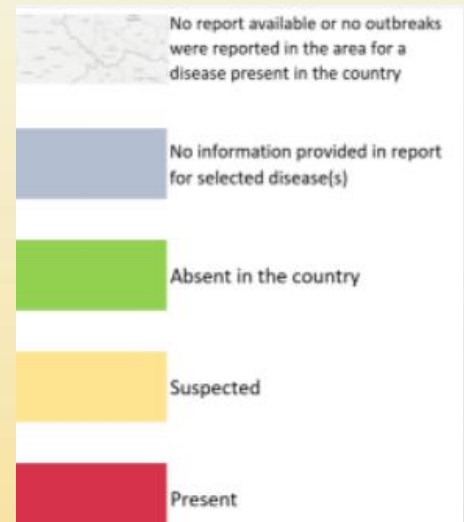 No report available or no outbreaks
were reported in the area for a
disease present in the country
No information provided in report
for selected disease(s)
Absent in the country
Suspected
Present